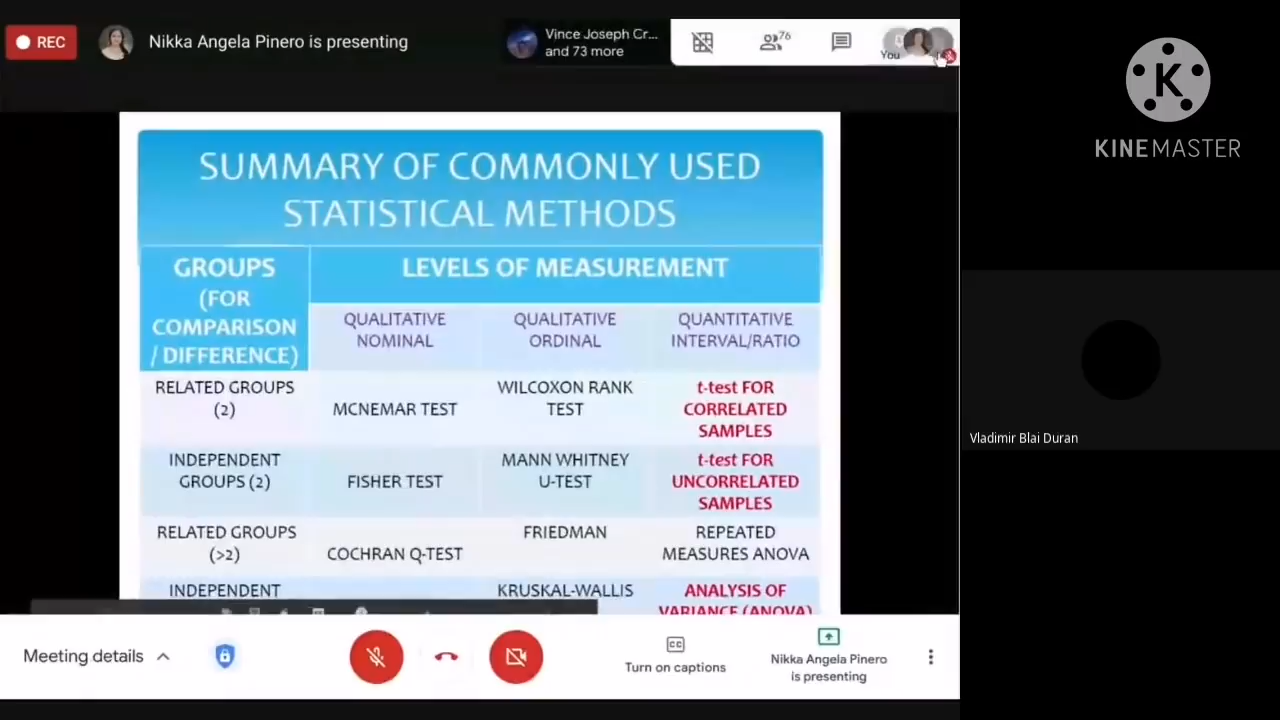 REC
Nikka Angela Pinero is presenting
Vince Joseph Cr...
and 73 more
76
You
K
KINEMASTER
SUMMARY OF COMMONLY USED
STATISTICAL METHODS
GROUPS
(FOR
COMPARISON
/ DIFFERENCE)
LEVELS OF MEASUREMENT
QUALITATIVE
NOMINAL
QUALITATIVE
ORDINAL
QUANTITATIVE
INTERVAL/RATIO
RELATED GROUPS
(2)
MCNEMAR TEST
WILCOXON RANK
TEST
t-test FOR
CORRELATED
SAMPLES
INDEPENDENT
GROUPS (2)
FISHER TEST
MANN WHITNEY
U-TEST
t-test FOR
UNCORRELATED
SAMPLES
RELATED GROUPS
(>2)
COCHRAN Q-TEST
FRIEDMAN
REPEATED
MEASURES ANOVA
INDEPENDENT
KRUSKAL-WALLIS
ANALYSIS OF
VARIANCE (ANOVA)
Vladimir Blai Duran
Meeting details
CC
Turn on captions
Nikka Angela Pinero
is presenting